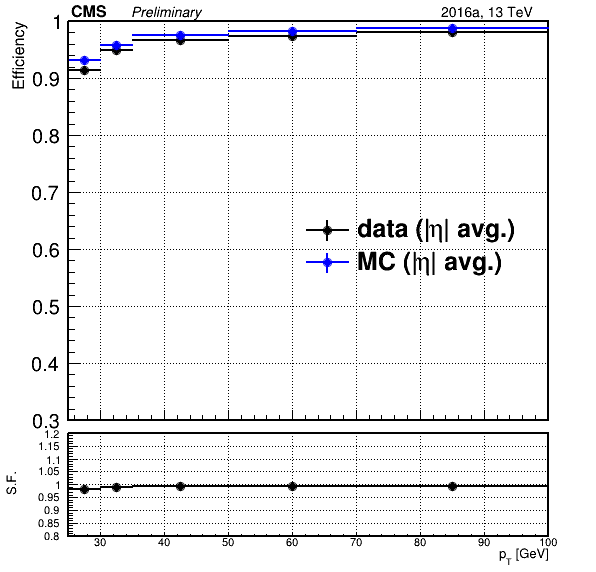 CMS Preliminary 2016a, 13 TeV
1
Efficiency
0.9
0.8
0.7
data (|η| avg.)
0.6
MC (|η| avg.)
0.5
0.4
0.3
1.2
1.15
1.1
1.05
1
S.F.
0.95
0.9
0.85
0.8
30 40 50 60 70 80 90 100
pT [GeV]